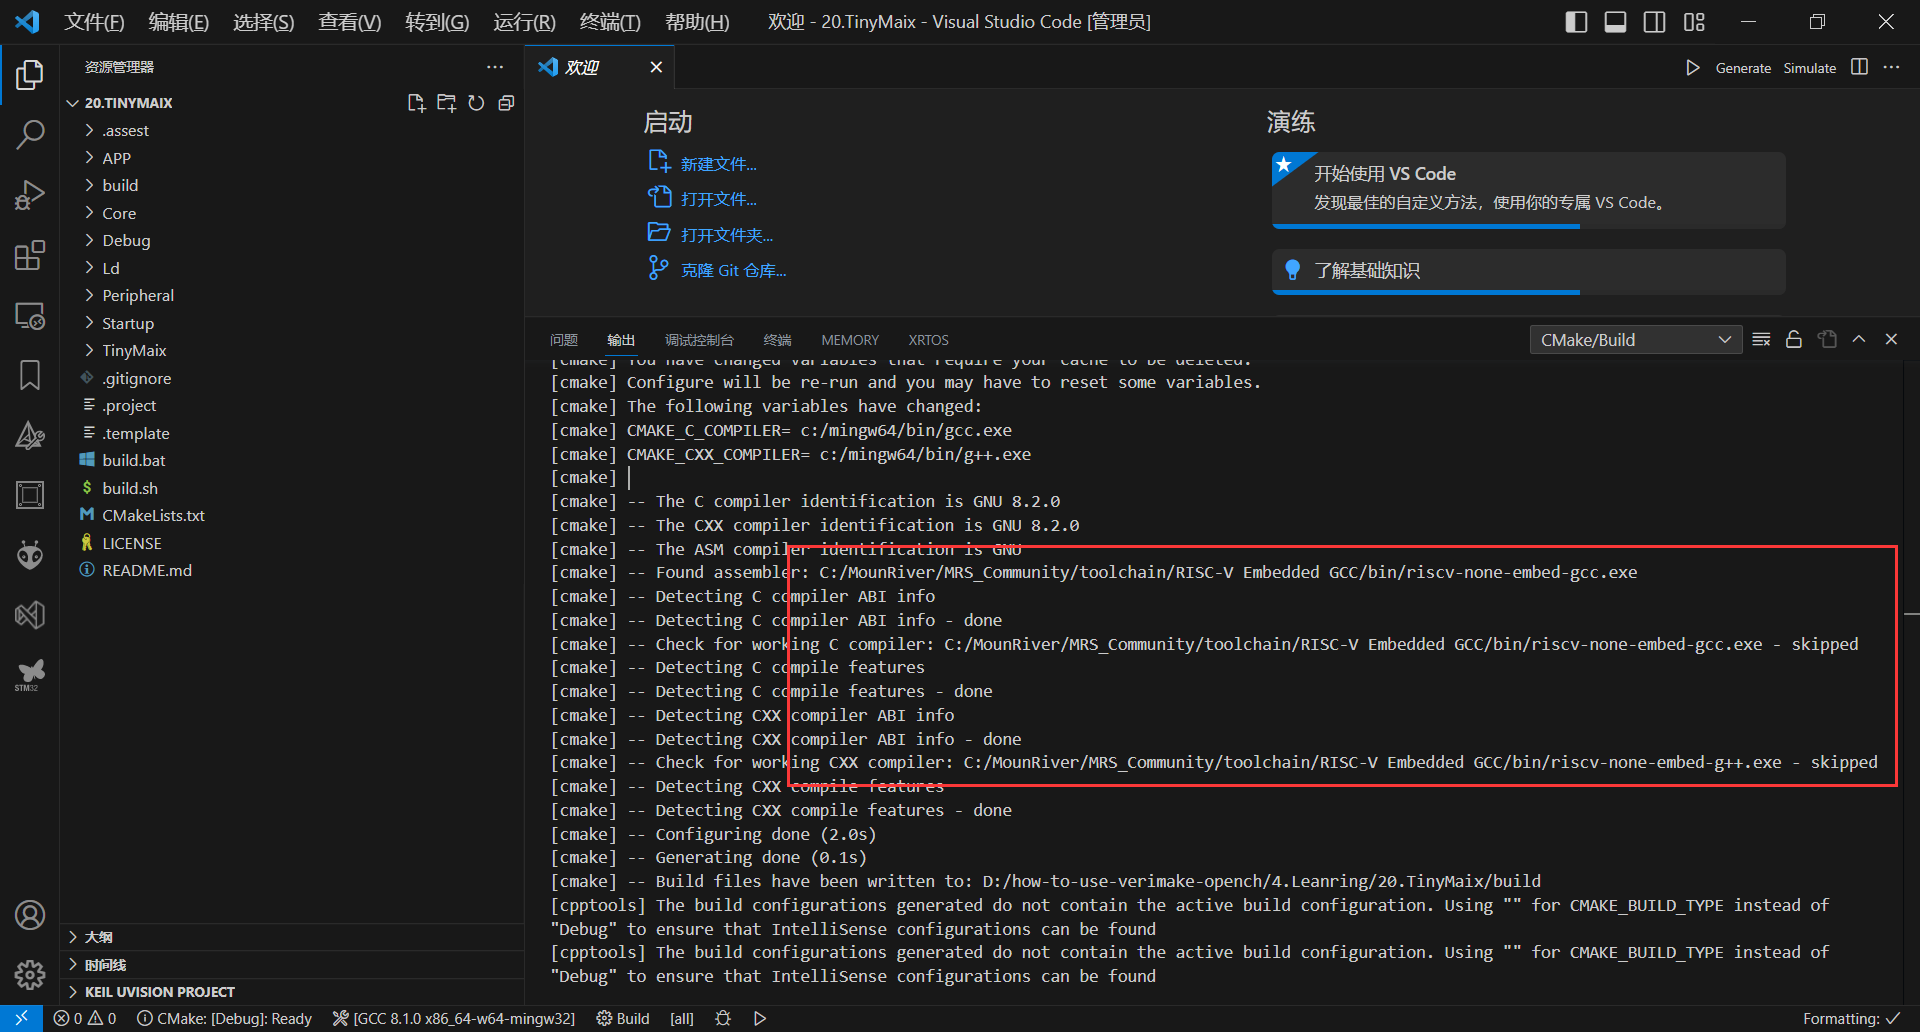 文件(F) 编辑(E) 选择(S) 查看(V) 转到(G) 运行(R) 终端(T) 帮助(H) 欢迎 - 20.TinyMaix - Visual Studio Code [管理员]
资源管理器
20.TINYMAIX
.assest
APP
build
Core
Debug
Ld
Peripheral
Startup
TinyMaix
.gitignore
.project
.template
build.bat
build.sh
CMakeLists.txt
LICENSE
README.md
大纲
时间线
KEIL UVISION PROJECT
STM32
欢迎
Generate Simulate
启动
新建文件...
打开文件...
打开文件夹...
克隆 Git 仓库...
演练
开始使用 VS Code
发现最佳的自定义方法，使用你的专属 VS Code。
了解基础知识
问题 输出 调试控制台 终端 MEMORY XRTOS CMake/Build
[cmake] You have changed variables that require your cache to be deleted.
[cmake] Configure will be re-run and you may have to reset some variables.
[cmake] The following variables have changed:
[cmake] CMAKE_C_COMPILER= c:/mingw64/bin/gcc.exe
[cmake] CMAKE_CXX_COMPILER= c:/mingw64/bin/g++.exe
[cmake]
[cmake] -- The C compiler identification is GNU 8.2.0
[cmake] -- The CXX compiler identification is GNU 8.2.0
[cmake] -- The ASM compiler identification is GNU
[cmake] -- Found assembler: C:/MounRiver/MRS_Community/toolchain/RISC-V Embedded GCC/bin/riscv-none-embed-gcc.exe
[cmake] -- Detecting C compiler ABI info
[cmake] -- Detecting C compiler ABI info - done
[cmake] -- Check for working C compiler: C:/MounRiver/MRS_Community/toolchain/RISC-V Embedded GCC/bin/riscv-none-embed-gcc.exe - skipped
[cmake] -- Detecting C compile features
[cmake] -- Detecting C compile features - done
[cmake] -- Detecting CXX compiler ABI info
[cmake] -- Detecting CXX compiler ABI info - done
[cmake] -- Check for working CXX compiler: C:/MounRiver/MRS_Community/toolchain/RISC-V Embedded GCC/bin/riscv-none-embed-g++.exe - skipped
[cmake] -- Detecting CXX compile features
[cmake] -- Detecting CXX compile features - done
[cmake] -- Configuring done (2.0s)
[cmake] -- Generating done (0.1s)
[cmake] -- Build files have been written to: D:/how-to-use-verimake-opench/4.Leanring/20.TinyMaix/build
[cpptools] The build configurations generated do not contain the active build configuration. Using "" for CMAKE_BUILD_TYPE instead of
"Debug" to ensure that IntelliSense configurations can be found
[cpptools] The build configurations generated do not contain the active build configuration. Using "" for CMAKE_BUILD_TYPE instead of
"Debug" to ensure that IntelliSense configurations can be found
0 0 CMake: [Debug]: Ready [GCC 8.1.0 x86_64-w64-mingw32] Build [all] Formatting: ✓